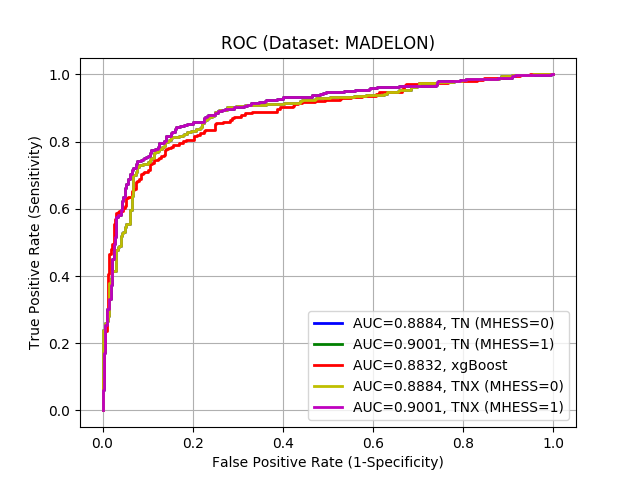 ROC (Dataset: MADELON)
True Positive Rate (Sensitivity)
1.0
0.8
0.6
0.4
0.2
0.0
AUC=0.8884, TN (MHESS=0)
AUC=0.9001, TN (MHESS=1)
AUC=0.8832, xgBoost
AUC=0.8884, TNX (MHESS=0)
AUC=0.9001, TNX (MHESS=1)
0.0 0.2 0.4 0.6 0.8 1.0
False Positive Rate (1-Specificity)